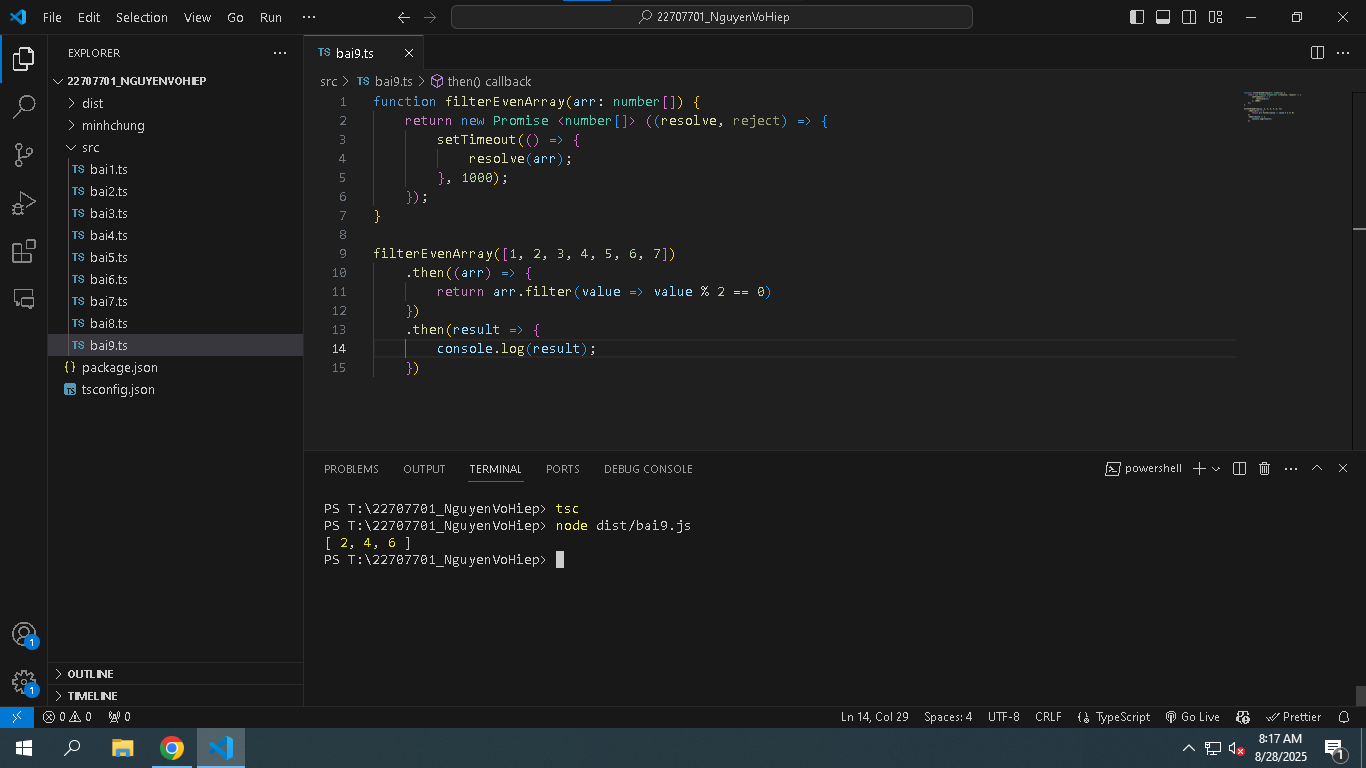 File Edit Selection View Go Run ··· 22707701_NguyenVoHiep
EXPLORER ···
22707701_NGUYENVOHIEP
dist
minhchung
src
TS bai1.ts
TS bai2.ts
TS bai3.ts
TS bai4.ts
TS bai5.ts
TS bai6.ts
TS bai7.ts
TS bai8.ts
TS bai9.ts
{} package.json
TS tsconfig.json
OUTLINE
TIMELINE
TS bai9.ts
src > TS bai9.ts > then() callback
1 function filterEvenArray(arr: number[]) {
2 return new Promise <number[]> ((resolve, reject) => {
3 setTimeout(() => {
4 resolve(arr);
5 }, 1000);
6 });
7 }
8
9 filterEvenArray([1, 2, 3, 4, 5, 6, 7])
10 .then((arr) => {
11 return arr.filter(value => value % 2 == 0)
12 })
13 .then(result => {
14 console.log(result);
15 })
PROBLEMS OUTPUT TERMINAL PORTS DEBUG CONSOLE powershell
PS T:\22707701_NguyenVoHiep> tsc
PS T:\22707701_NguyenVoHiep> node dist/bai9.js
[ 2, 4, 6 ]
PS T:\22707701_NguyenVoHiep>
1
1
0 0 0 Ln 14, Col 29 Spaces: 4 UTF-8 CRLF {} TypeScript Go Live Prettier
8:17 AM
8/28/2025
1